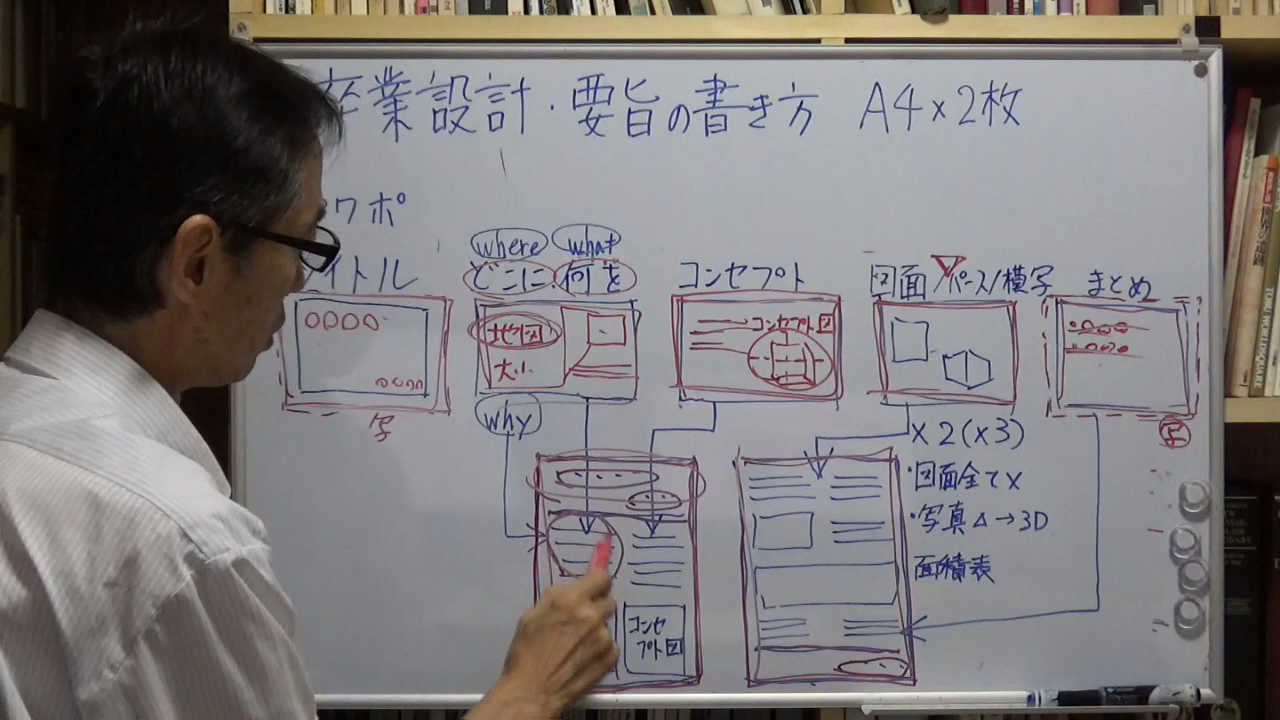 卒業設計・要旨の書き方 A4×2枚
ワポ
where what
イトル どこに 何を コンセプト 図面/パース/模写 まとめ
〇〇〇〇
〇〇〇〇
写
地図
大小
コンセプト図
・〇〇〇
・〇〇〇
写
why
×2(×3)
・図面全て×
・写真△→3D
面積表
コンセ
プト図